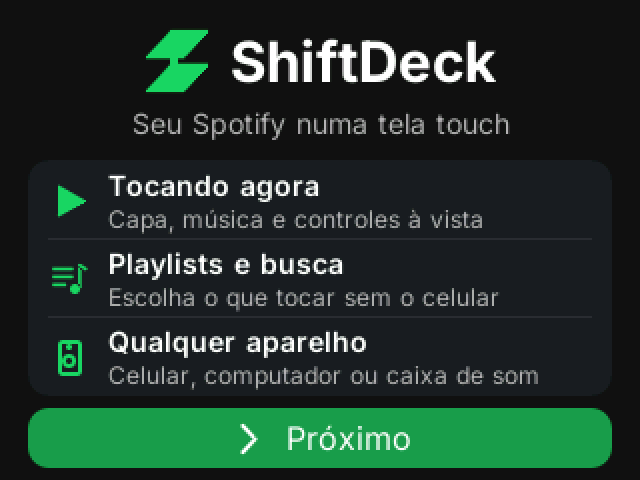 ShiftDeck
Seu Spotify numa tela touch
Tocando agora
Capa, música e controles à vista
Playlists e busca
Escolha o que tocar sem o celular
Qualquer aparelho
Celular, computador ou caixa de som
Próximo